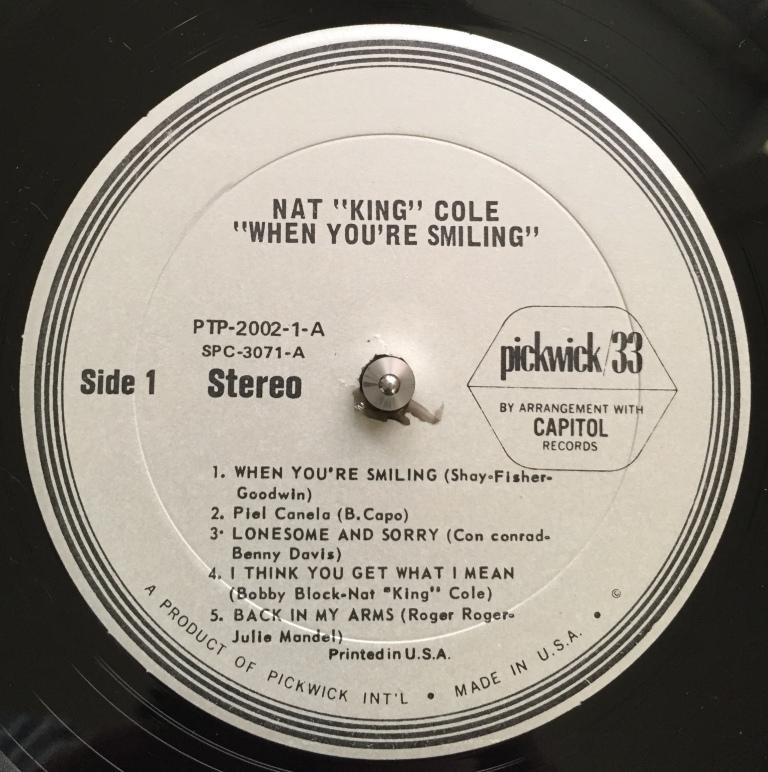 NAT "KING" COLE
"WHEN YOU'RE SMILING"
PTP-2002-1-A
SPC-3071-A
Side 1 Stereo
pickwick/33
BY ARRANGEMENT WITH
CAPITOL
RECORDS
1. WHEN YOU'RE SMILING (Shay-Fisher-
Goodwin)
2. Piel Canela (B.Capo)
3. LONESOME AND SORRY (Con conrad-
Benny Davis)
4. I THINK YOU GET WHAT I MEAN
(Bobby Block-Nat "King" Cole)
5. BACK IN MY ARMS (Roger Roger-
Julie Mandel)
Printed in U.S.A.
A PRODUCT OF PICKWICK INT'L • MADE IN U.S.A. • ©